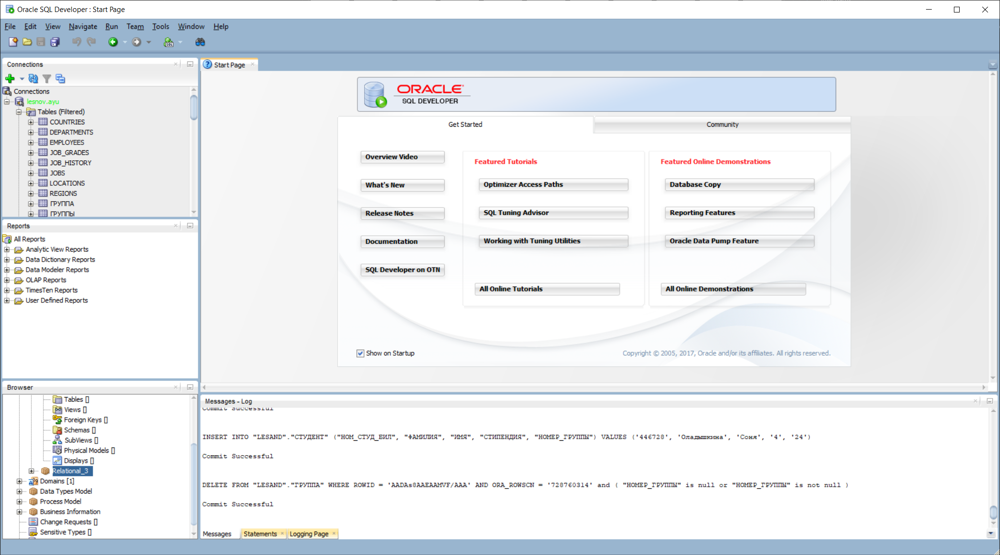 Oracle SQL Developer : Start Page
File Edit View Navigate Run Team Tools Window Help
Connections
Connections
lesnov.ayu
Tables (Filtered)
COUNTRIES
DEPARTMENTS
EMPLOYEES
JOB_GRADES
JOB_HISTORY
JOBS
LOCATIONS
REGIONS
ГРУППА
ГРУППЫ
Reports
All Reports
Analytic View Reports
Data Dictionary Reports
Data Modeler Reports
OLAP Reports
TimesTen Reports
User Defined Reports
Browser
Tables []
Views []
Foreign Keys []
Schemas []
SubViews []
Physical Models []
Displays []
Relational_3
Domains [1]
Data Types Model
Process Model
Business Information
Change Requests []
Sensitive Types []
Start Page
ORACLE
SQL DEVELOPER
Get Started
Community
Overview Video
What's New
Release Notes
Documentation
SQL Developer on OTN
Featured Tutorials
Optimizer Access Paths
SQL Tuning Advisor
Working with Tuning Utilities
All Online Tutorials
Featured Online Demonstrations
Database Copy
Reporting Features
Oracle Data Pump Feature
All Online Demonstrations
Show on Startup
Copyright © 2005, 2017, Oracle and/or its affiliates. All rights reserved.
Messages - Log
Commit Successful
INSERT INTO "LESAND"."СТУДЕНТ" ("НОМ_СТУД_БИЛ", "ФАМИЛИЯ", "ИМЯ", "СТИПЕНДИЯ", "НОМЕР_ГРУППЫ") VALUES ('446728', 'Оладышкина', 'Соня', '4', '24')
Commit Successful
DELETE FROM "LESAND"."ГРУППА" WHERE ROWID = 'AADAs8AAEAAMVF/AAA' AND ORA_ROWSCN = '728760314' and ( "НОМЕР_ГРУППЫ" is null or "НОМЕР_ГРУППЫ" is not null )
Commit Successful
Messages Statements Logging Page